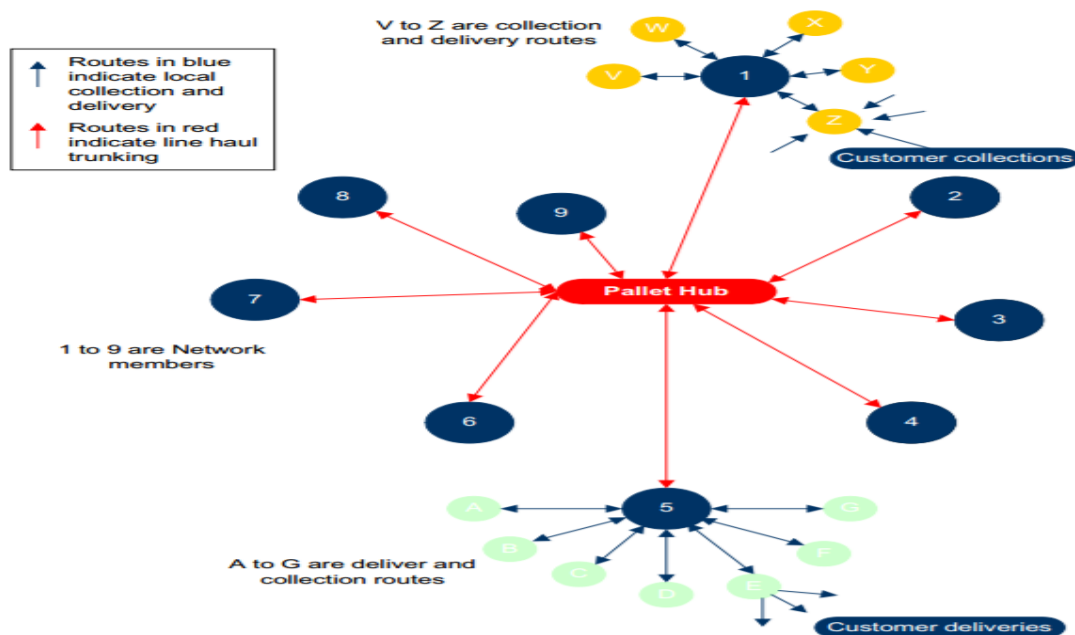 V to Z are collection
and delivery routes
W
X
V
1
Y
Z
Routes in blue
indicate local
collection and
delivery
Routes in red
indicate line haul
trunking
Customer collections
8
9
2
Pallet Hub
7
3
1 to 9 are Network
members
6
4
A
5
G
B
F
C
D
E
A to G are deliver and
collection routes
Customer deliveries